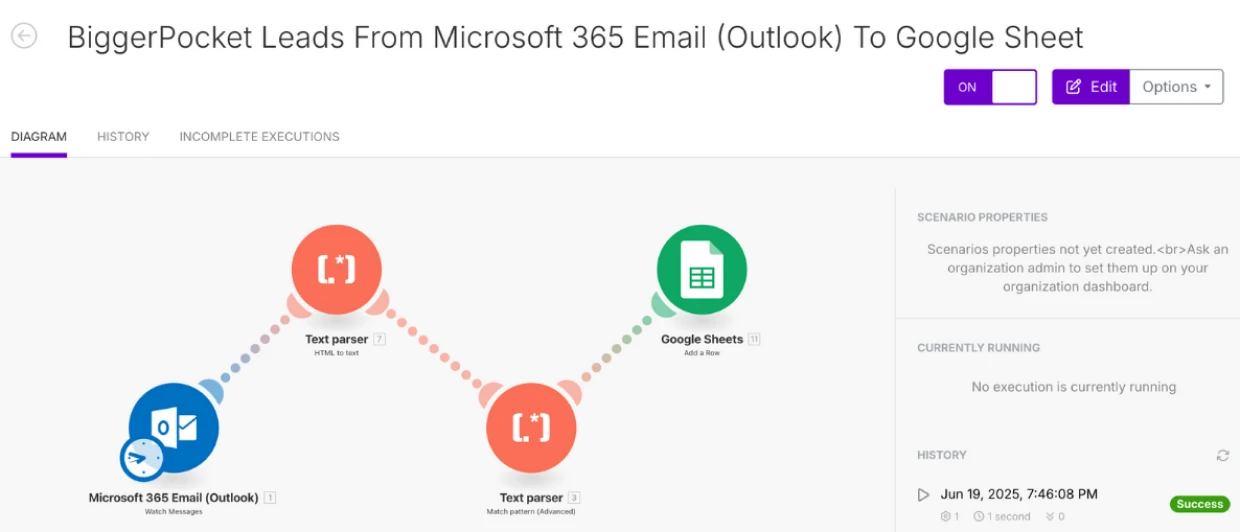 BiggerPocket Leads From Microsoft 365 Email (Outlook) To Google Sheet
ON
Edit
Options
DIAGRAM
HISTORY
INCOMPLETE EXECUTIONS
[.*)
Text parser 7
HTML to text
Google Sheets 11
Add a Row
Microsoft 365 Email (Outlook) 1
Watch Messages
[.*)
Text parser 3
Match pattern (Advanced)
SCENARIO PROPERTIES
Scenarios properties not yet created.<br>Ask an
organization admin to set them up on your
organization dashboard.
CURRENTLY RUNNING
No execution is currently running
HISTORY
Jun 19, 2025, 7:46:08 PM
1 1 second 0
Success